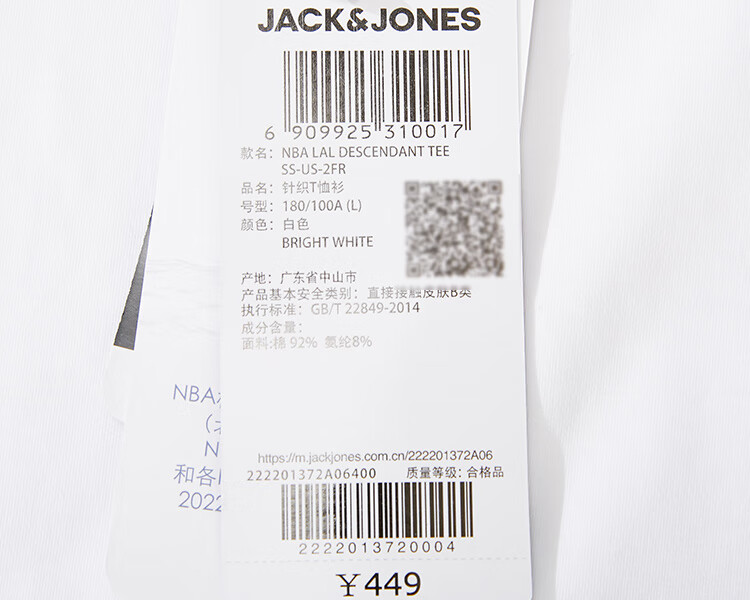 JACK&JONES
6 909925 310017
款名: NBA LAL DESCENDANT TEE
SS-US-2FR
品名: 针织T恤衫
号型: 180/100A (L)
颜色: 白色
BRIGHT WHITE
产地: 广东省中山市
产品基本安全类别: 直接接触皮肤B类
执行标准: GB/T 22849-2014
成分含量:
面料:棉 92% 氨纶8%
NBA
N
和各
2022
https://m.jackjones.com.cn/222201372A06
222201372A06400 质量等级: 合格品
2222013720004
￥449